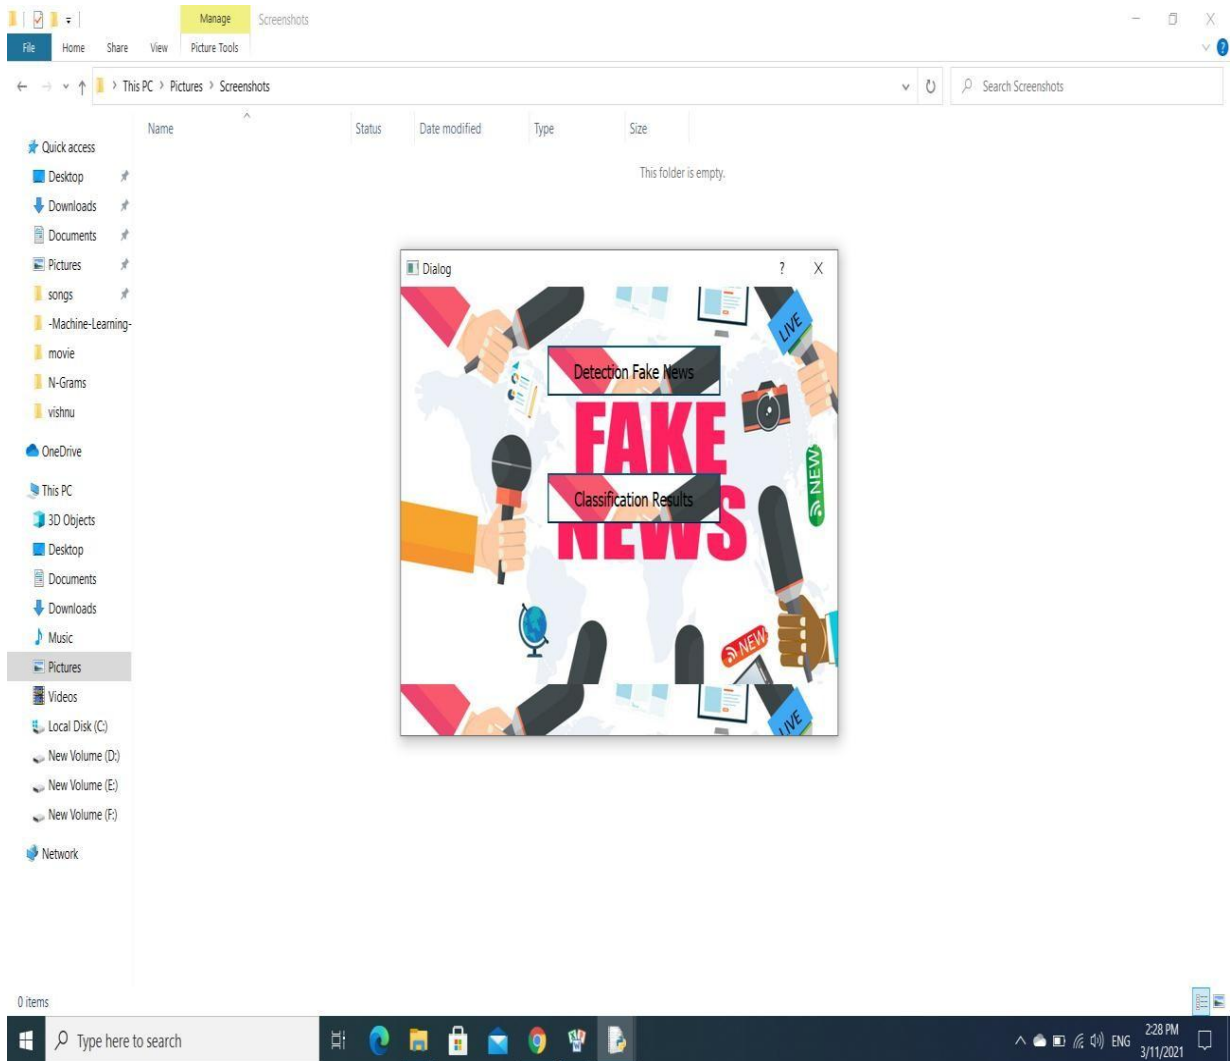 Manage
Screenshots
File
Home
Share
View
Picture Tools
This PC > Pictures > Screenshots
Search Screenshots
Name
Status
Date modified
Type
Size
This folder is empty.
Quick access
Desktop
Downloads
Documents
Pictures
songs
-Machine-Learning-
movie
N-Grams
vishnu
OneDrive
This PC
3D Objects
Desktop
Documents
Downloads
Music
Pictures
Videos
Local Disk (C:)
New Volume (D:)
New Volume (E:)
New Volume (F:)
Network
Dialog
? X
LIVE
Detection Fake News
FAKE
NEW
Classification Results
NEWS
NEW
LIVE
0 items
Type here to search
ENG
2:28 PM
3/11/2021